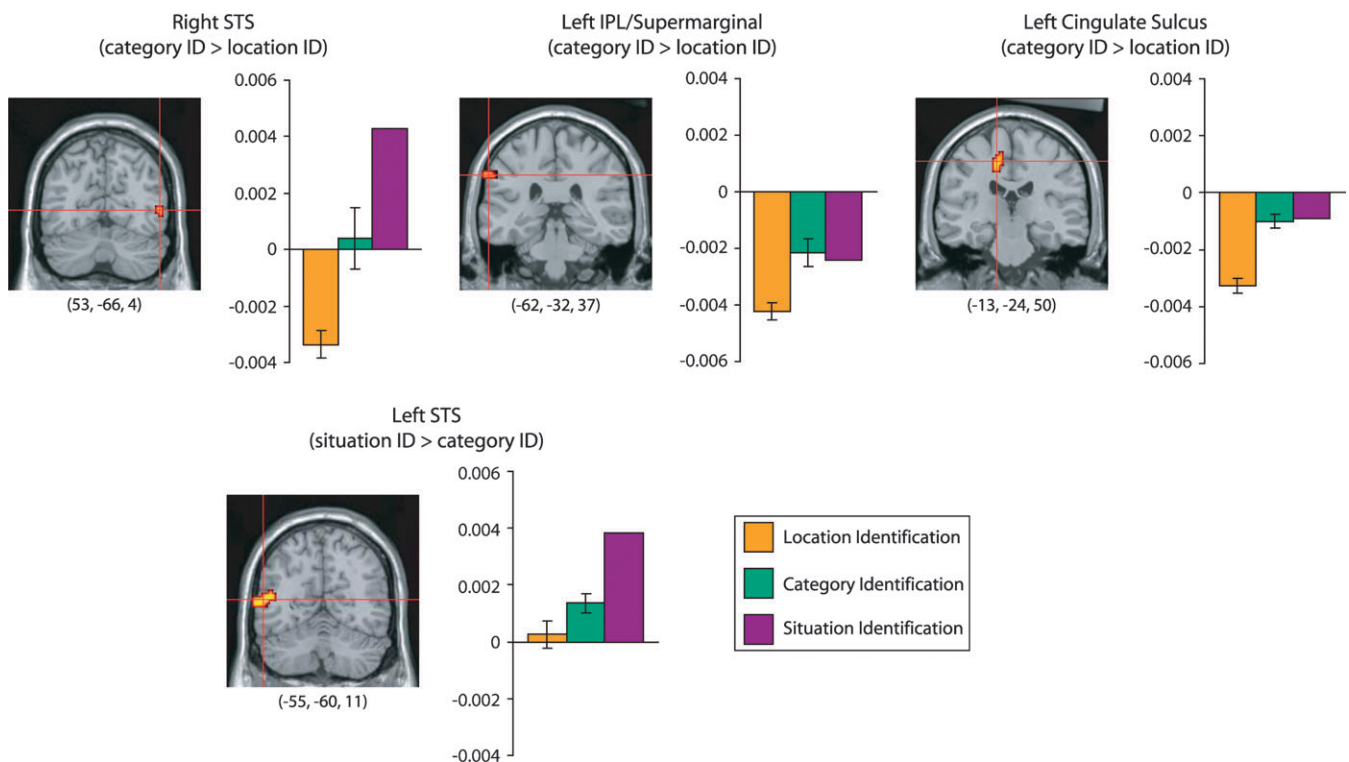 Right STS
(category ID > location ID)
0.006
0.004
0.002
0
-0.002
-0.004
(53, -66, 4)
Left IPL/Supermarginal
(category ID > location ID)
0.004
0.002
0
-0.002
-0.004
-0.006
(-62, -32, 37)
Left Cingulate Sulcus
(category ID > location ID)
0.004
0.002
0
-0.002
-0.004
-0.006
(-13, -24, 50)
Left STS
(situation ID > category ID)
0.006
0.004
0.002
0
-0.002
-0.004
(-55, -60, 11)
Location Identification
Category Identification
Situation Identification